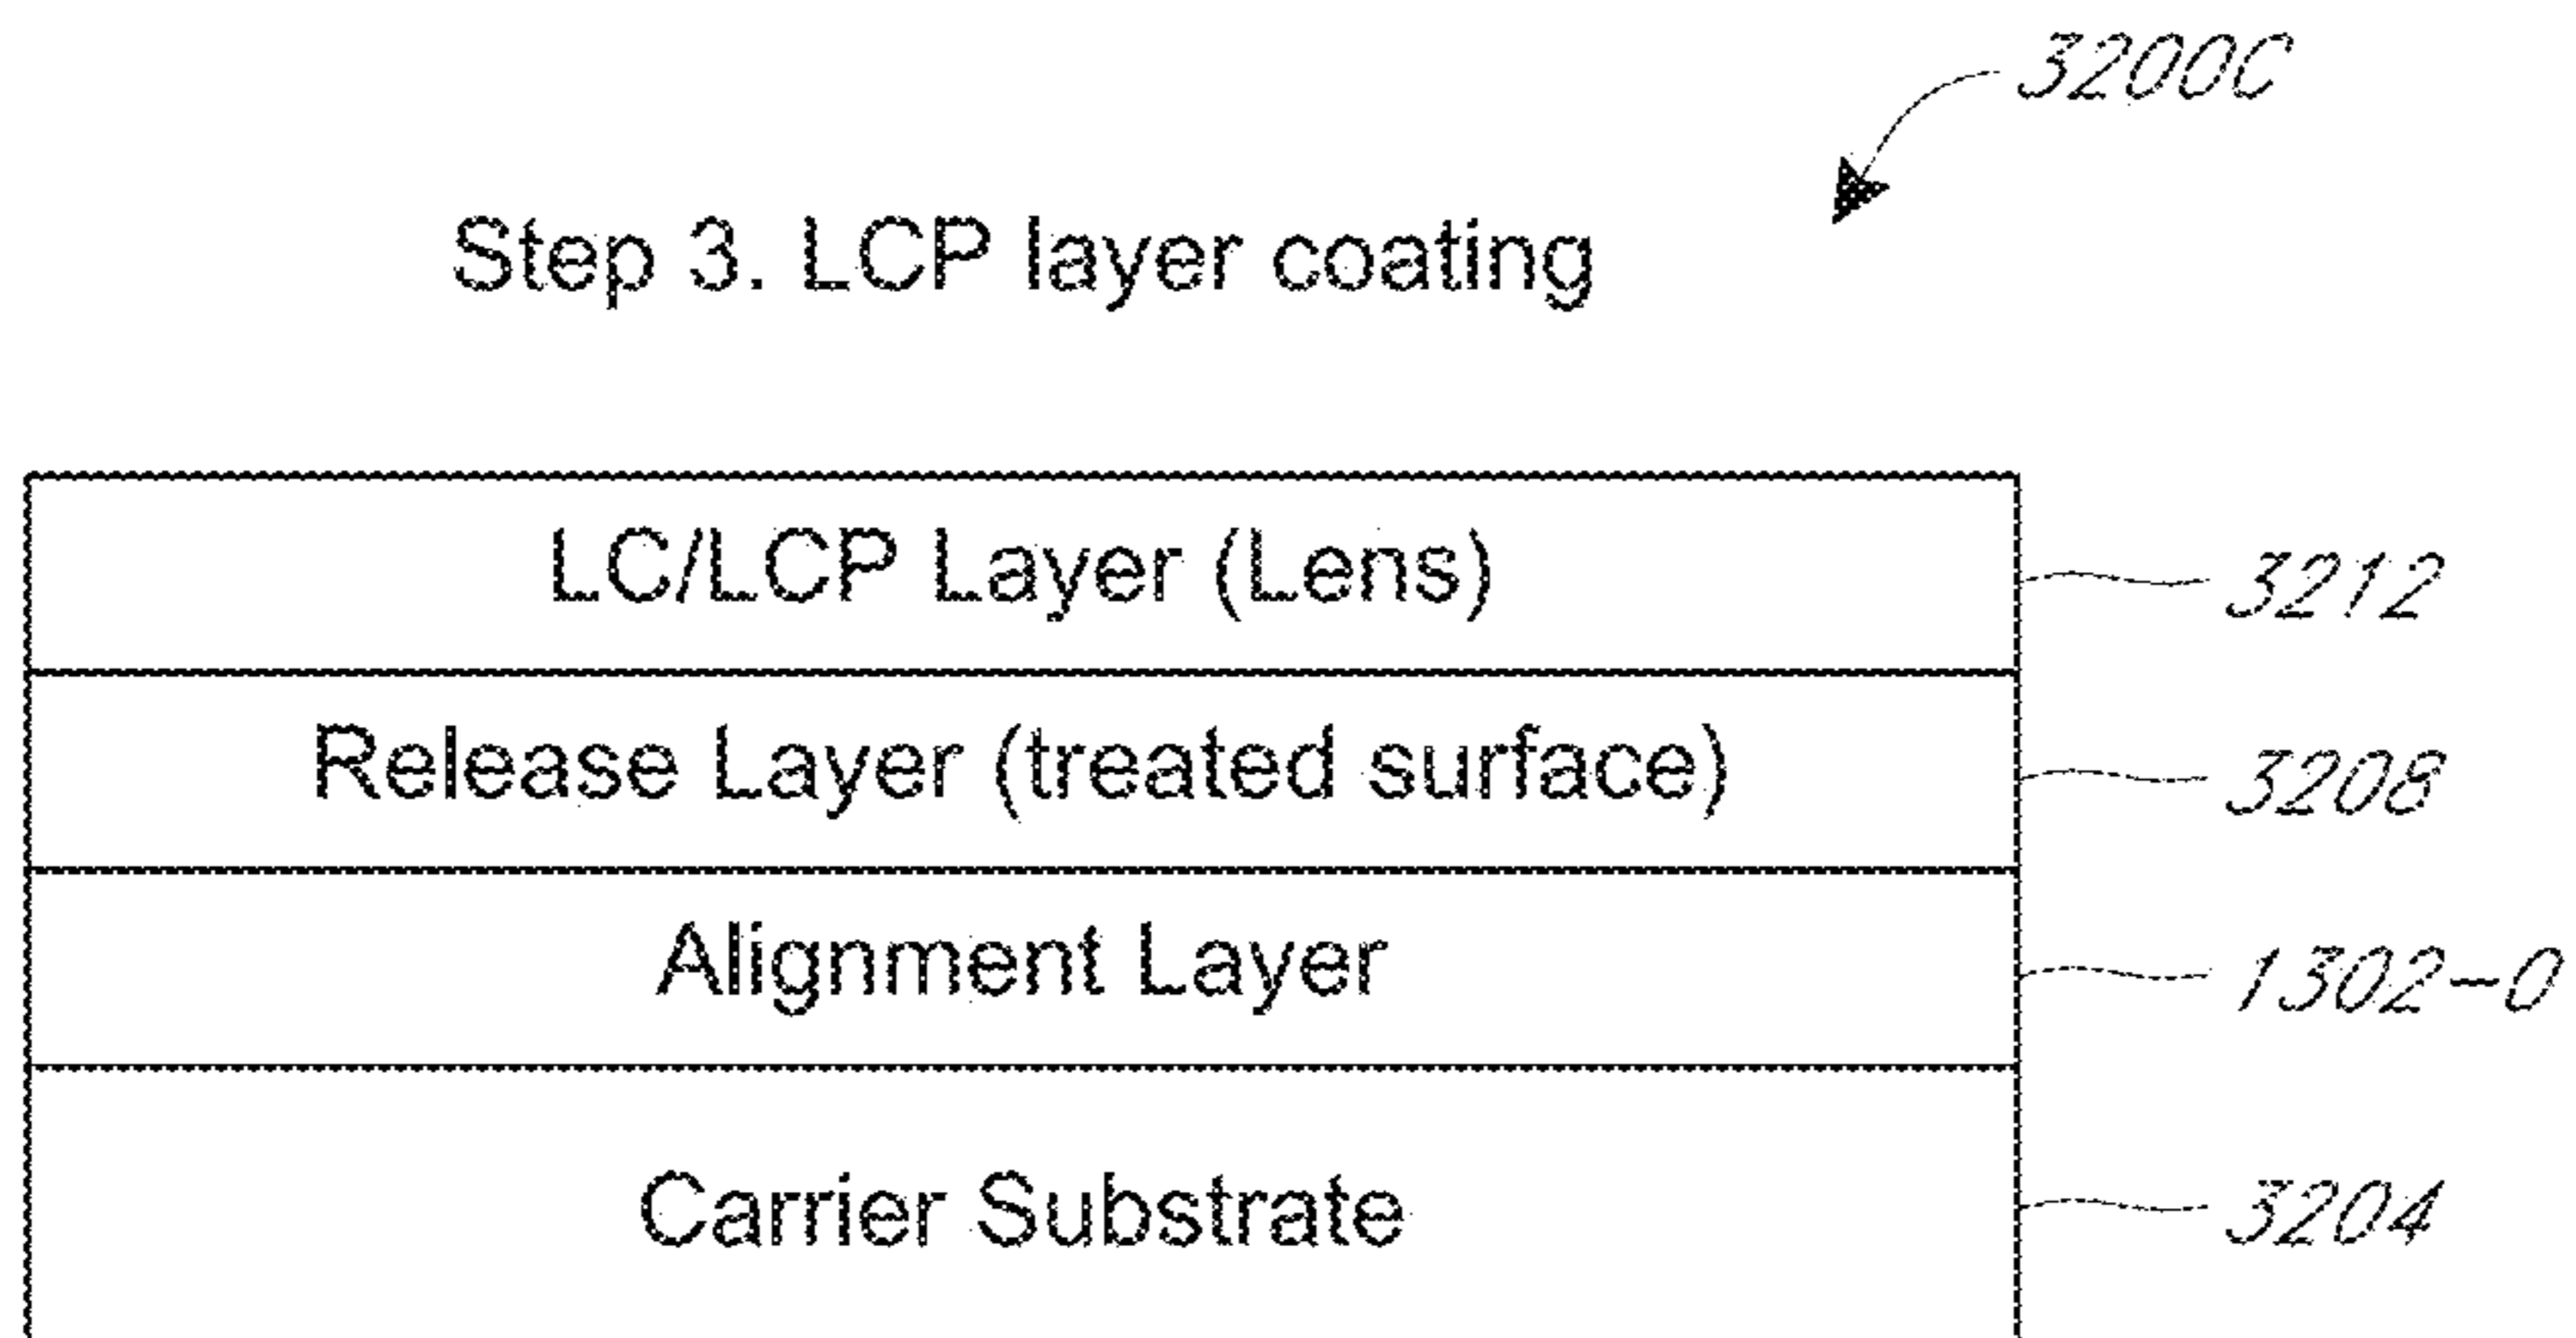 3200C
Step 3. LCP layer coating
LC/LCP Layer (Lens)
3212
Release Layer (treated surface)
3208
Alignment Layer
1302-0
Carrier Substrate
3204